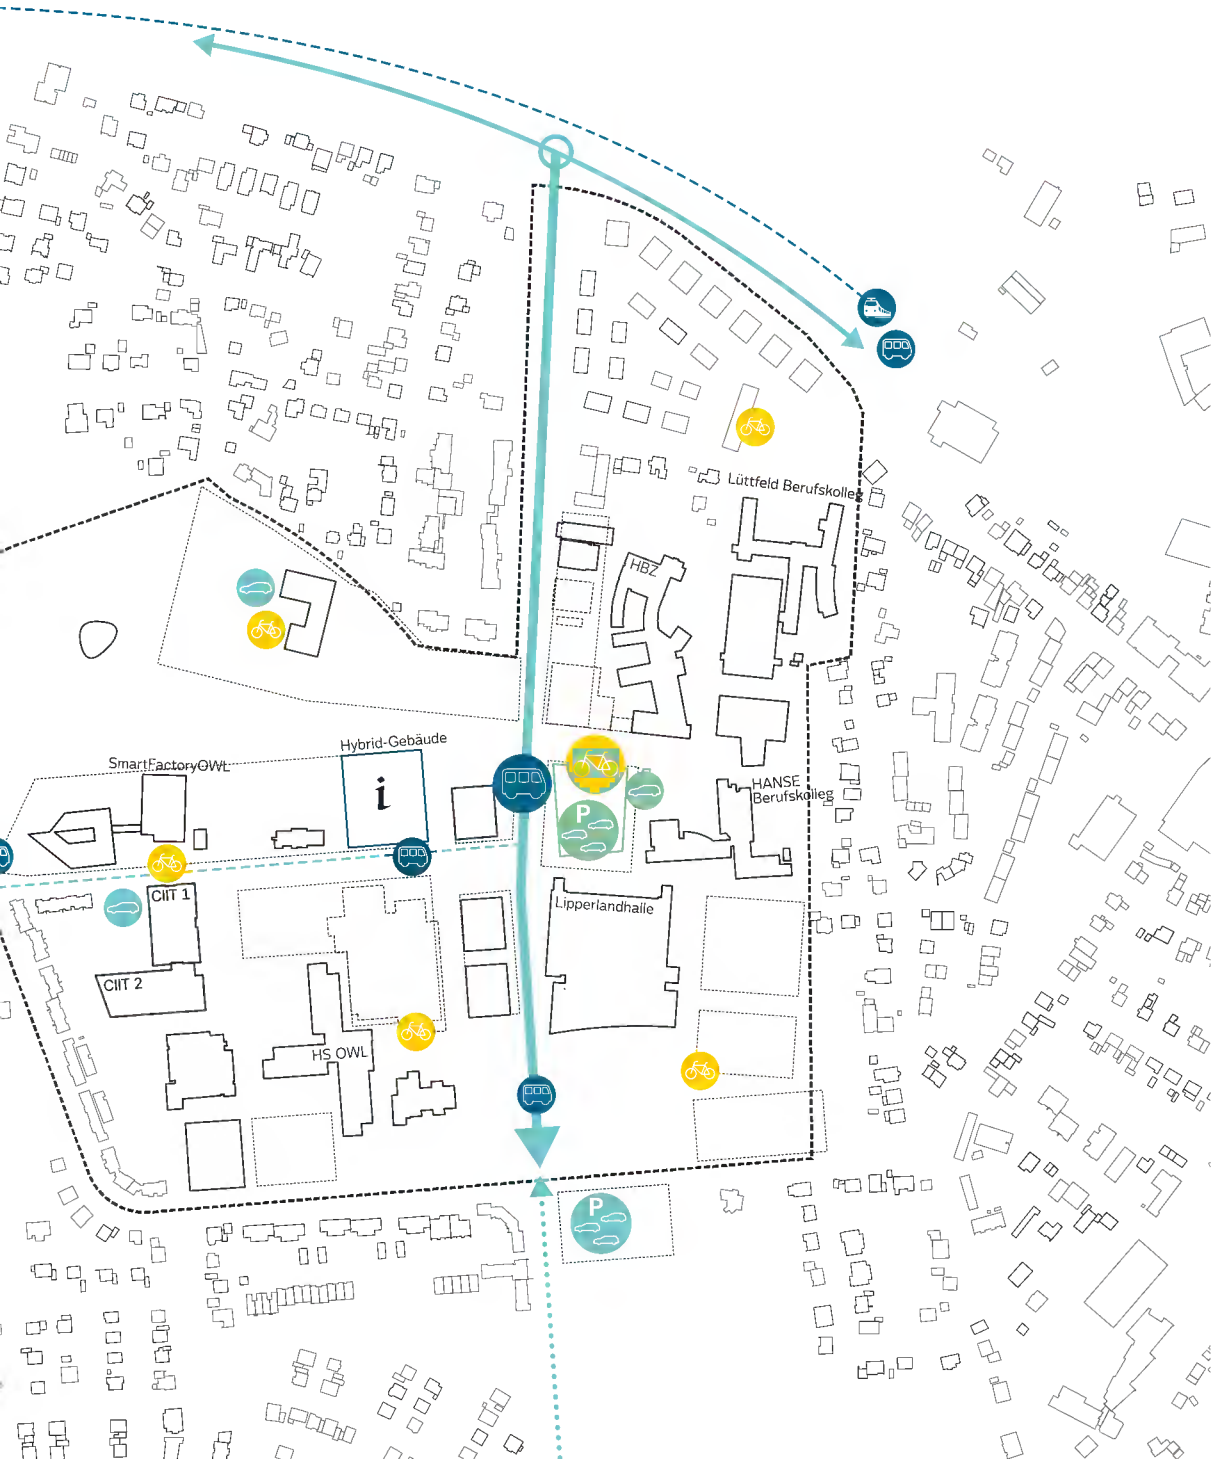 Lüttfeld Berufskolleg
HBZ
Hybrid-Gebäude
SmartFactoryOWL
i
HANSE
Berufskolleg
P
CIIT 1
Lipperlandhalle
CIIT 2
HS OWL
P